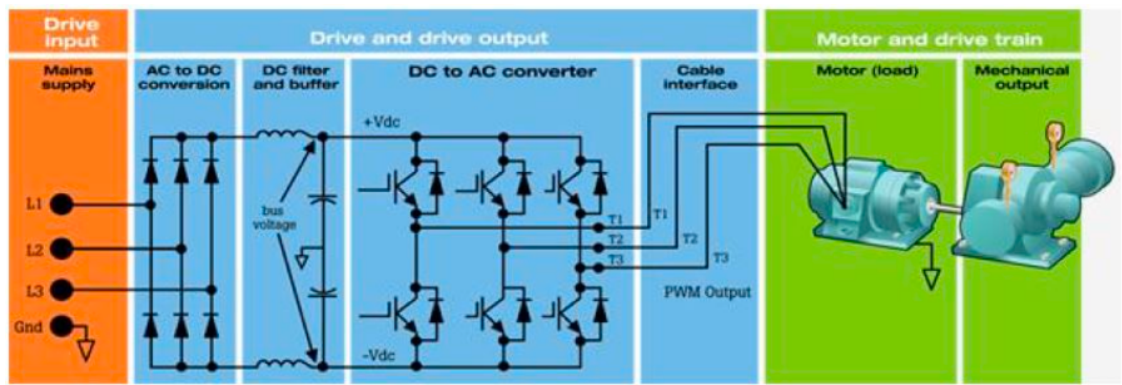 Drive
input
Drive and drive output
Motor and drive train
Mains
supply
AC to DC
conversion
DC filter
and buffer
DC to AC converter
Cable
interface
Motor (load)
Mechanical
output
+Vdc
L1
bus
voltage
T1
T1
L2
T2
T2
T3
T3
L3
PWM Output
Gnd
–Vdc